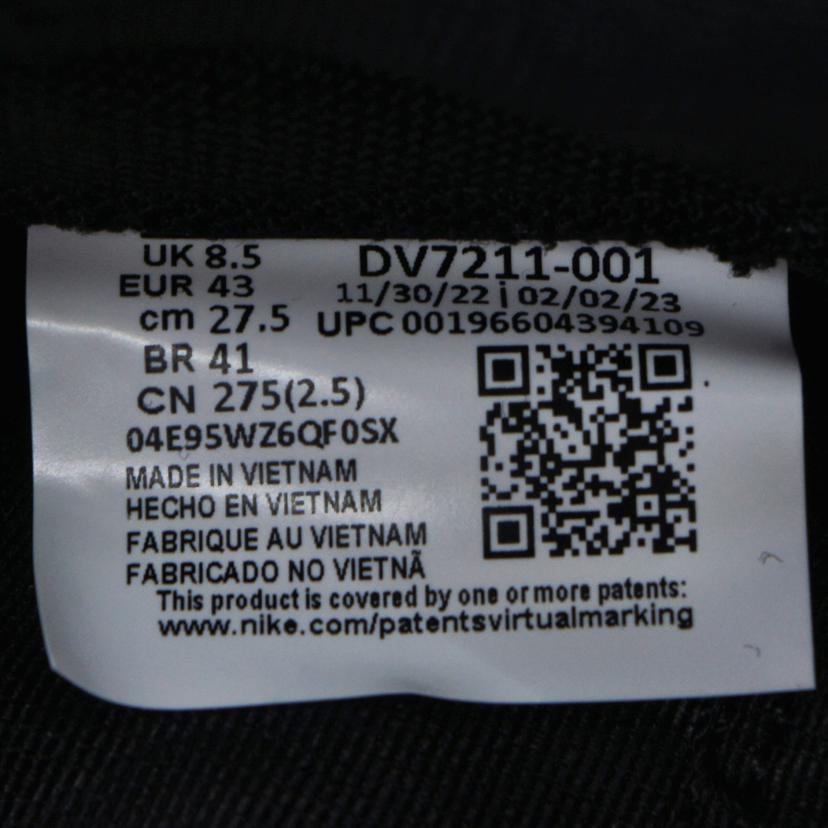 UK 8.5
EUR 43
cm 27.5
BR 41
CN 275(2.5)
04E95WZ6QF0SX
DV7211-001
11/30/22 | 02/02/23
UPC 00196604394109
MADE IN VIETNAM
HECHO EN VIETNAM
FABRIQUE AU VIETNAM
FABRICADO NO VIETNÃ
This product is covered by one or more patents:
www.nike.com/patentsvirtualmarking